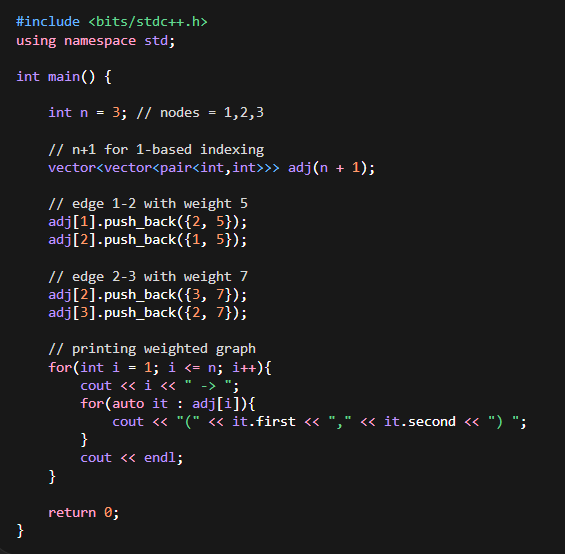 #include <bits/stdc++.h>
using namespace std;

int main() {

    int n = 3; // nodes = 1,2,3

    // n+1 for 1-based indexing
    vector<vector<pair<int,int>>> adj(n + 1);

    // edge 1-2 with weight 5
    adj[1].push_back({2, 5});
    adj[2].push_back({1, 5});

    // edge 2-3 with weight 7
    adj[2].push_back({3, 7});
    adj[3].push_back({2, 7});

    // printing weighted graph
    for(int i = 1; i <= n; i++){
        cout << i << " -> ";
        for(auto it : adj[i]){
            cout << "(" << it.first << "," << it.second << ") ";
        }
        cout << endl;
    }

    return 0;
}